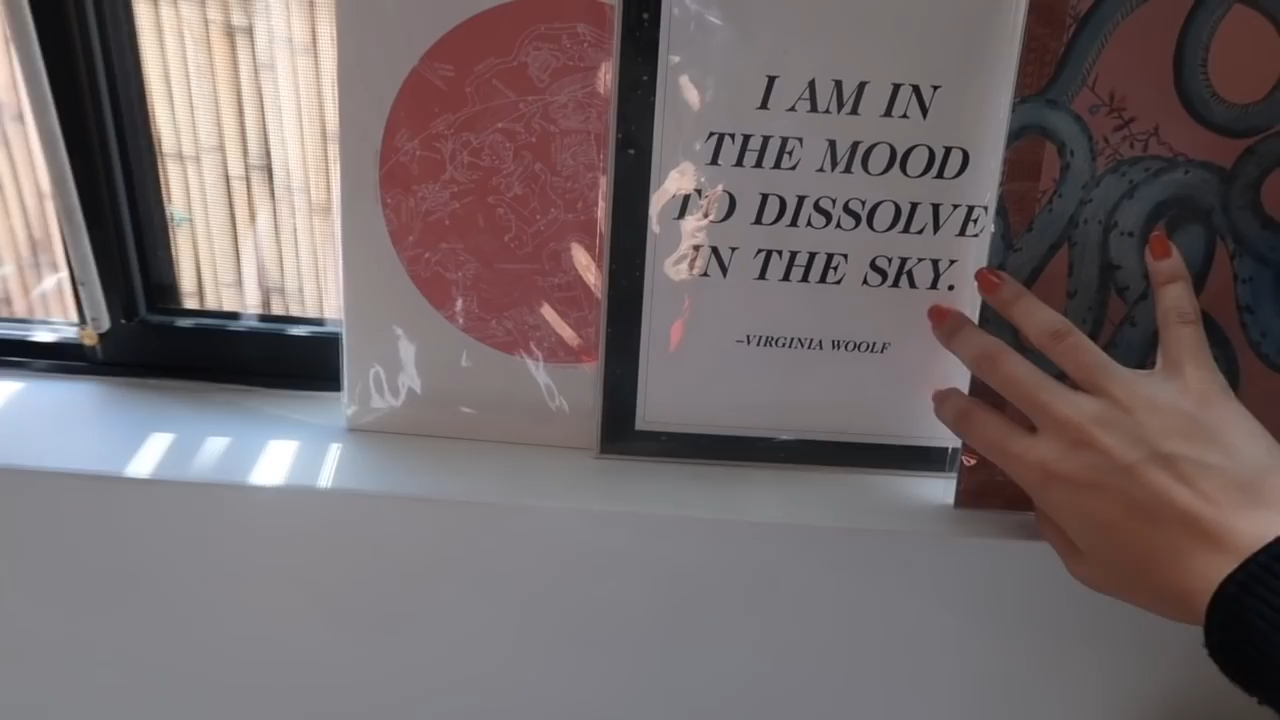 I AM IN
THE MOOD
TO DISSOLVE
IN THE SKY.
–VIRGINIA WOOLF